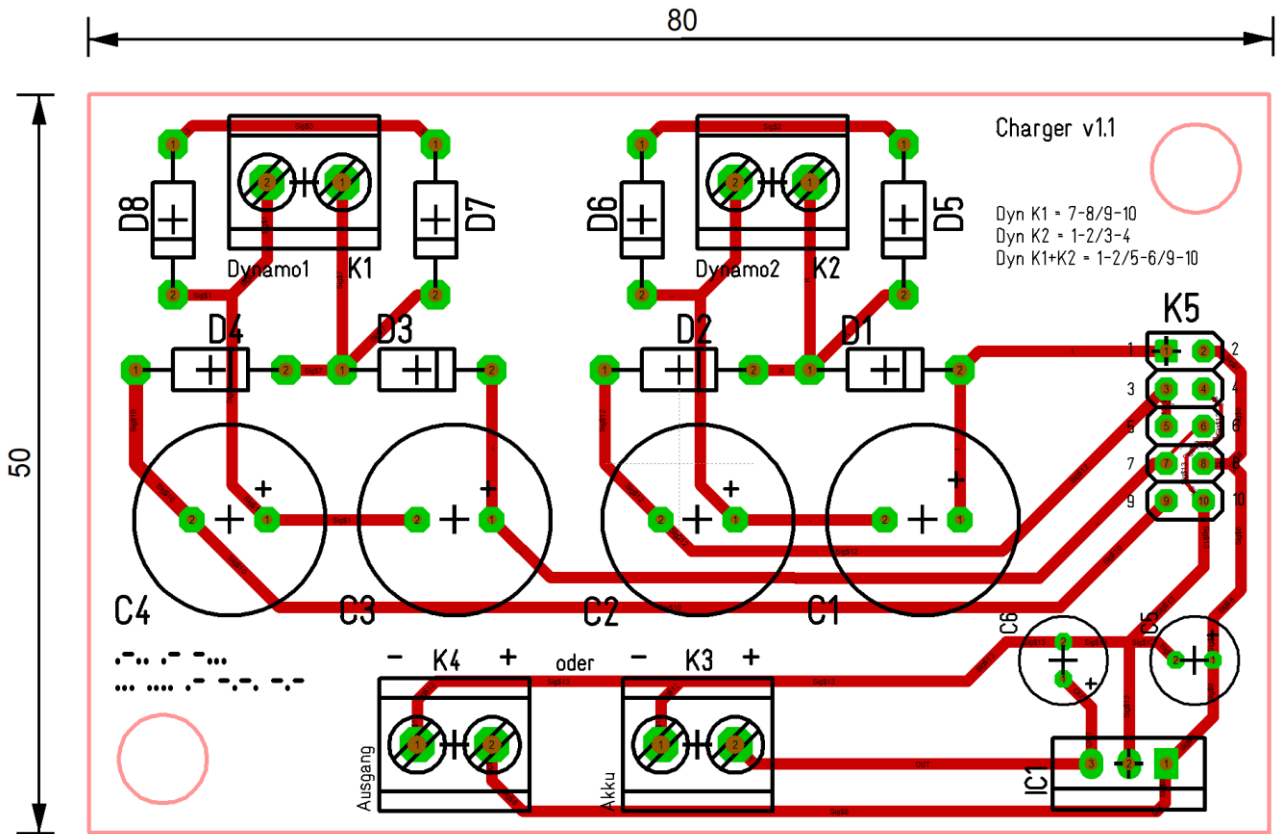 80
50
Charger v1.1
Dyn K1 = 7-8/9-10
Dyn K2 = 1-2/3-4
Dyn K1+K2 = 1-2/5-6/9-10
D8
D7
D6
D5
Dynamo1
K1
Dynamo2
K2
D4
D3
D2
D1
K5
1
2
3
4
5
6
7
8
9
10
C4
C3
C2
C1
C6
C5
- K4 +
oder
- K3 +
Ausgang
Akku
IC1
OUT